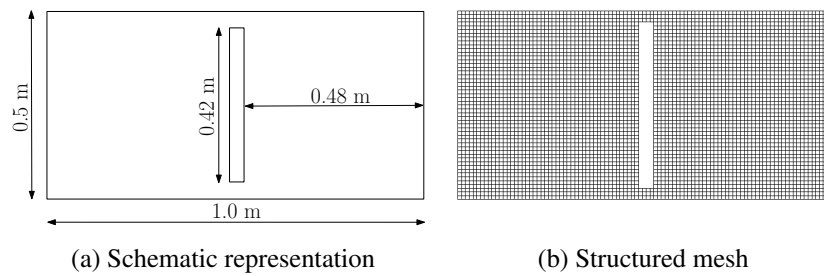 0.5 m
0.42 m
0.48 m
1.0 m
(a) Schematic representation
(b) Structured mesh